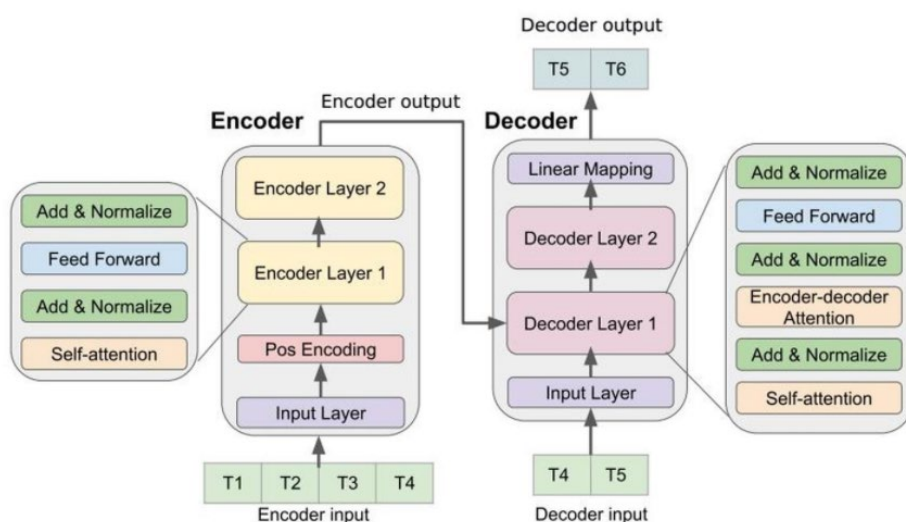 Decoder output
T5 T6
Encoder output
Encoder
Decoder
Encoder Layer 2
Encoder Layer 1
Pos Encoding
Input Layer
T1 T2 T3 T4
Encoder input
Add & Normalize
Feed Forward
Add & Normalize
Self-attention
Linear Mapping
Decoder Layer 2
Decoder Layer 1
Input Layer
T4 T5
Decoder input
Add & Normalize
Feed Forward
Add & Normalize
Encoder-decoder
Attention
Add & Normalize
Self-attention